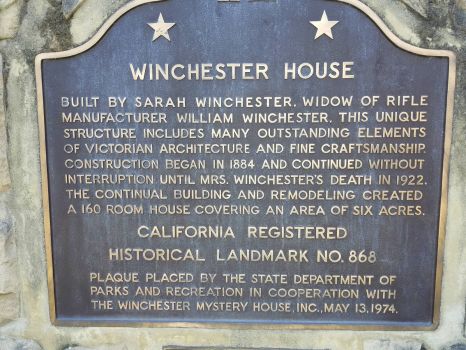 WINCHESTER HOUSE
BUILT BY SARAH WINCHESTER, WIDOW OF RIFLE
MANUFACTURER WILLIAM WINCHESTER, THIS UNIQUE
STRUCTURE INCLUDES MANY OUTSTANDING ELEMENTS
OF VICTORIAN ARCHITECTURE AND FINE CRAFTSMANSHIP.
CONSTRUCTION BEGAN IN 1884 AND CONTINUED WITHOUT
INTERRUPTION UNTIL MRS. WINCHESTER'S DEATH IN 1922.
THE CONTINUAL BUILDING AND REMODELING CREATED
A 160 ROOM HOUSE COVERING AN AREA OF SIX ACRES.
CALIFORNIA REGISTERED
HISTORICAL LANDMARK NO. 868
PLAQUE PLACED BY THE STATE DEPARTMENT OF
PARKS AND RECREATION IN COOPERATION WITH
THE WINCHESTER MYSTERY HOUSE, INC., MAY 13, 1974.